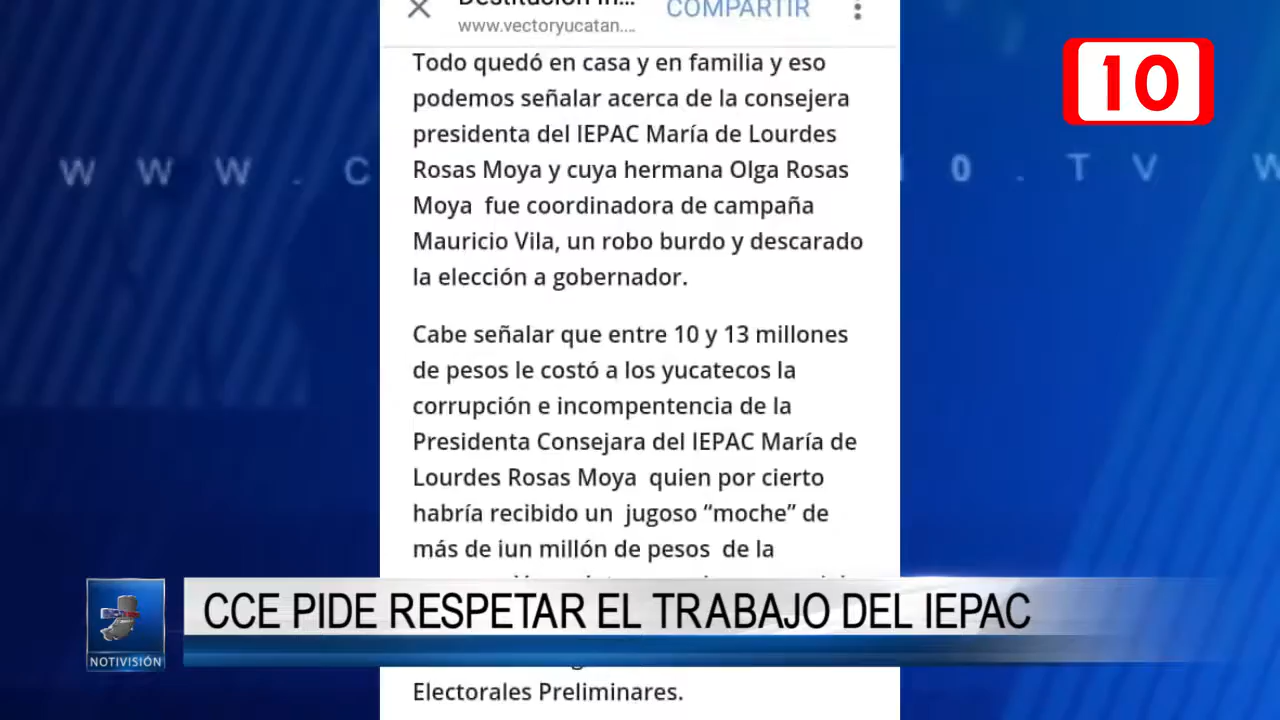 COMPARTIR
www.vectoryucatan....
10
Todo quedó en casa y en familia y eso
podemos señalar acerca de la consejera
presidenta del IEPAC María de Lourdes
Rosas Moya y cuya hermana Olga Rosas
Moya fue coordinadora de campaña
Mauricio Vila, un robo burdo y descarado
la elección a gobernador.
W W W . C
0 . T V W
Cabe señalar que entre 10 y 13 millones
de pesos le costó a los yucatecos la
corrupción e incompentencia de la
Presidenta Consejara del IEPAC María de
Lourdes Rosas Moya quien por cierto
habría recibido un jugoso “moche” de
más de iun millón de pesos de la
CCE PIDE RESPETAR EL TRABAJO DEL IEPAC
NOTIVISIÓN
Electorales Preliminares.